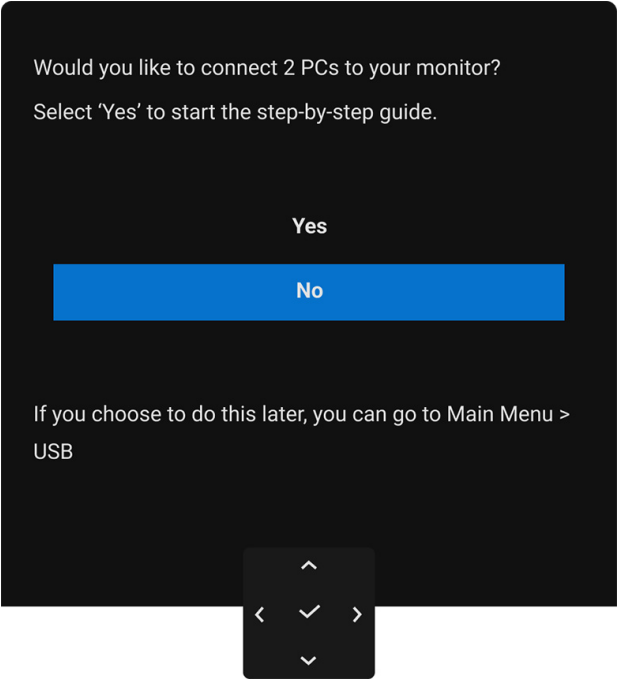 Would you like to connect 2 PCs to your monitor?
Select ‘Yes’ to start the step-by-step guide.
Yes
No
If you choose to do this later, you can go to Main Menu >
USB